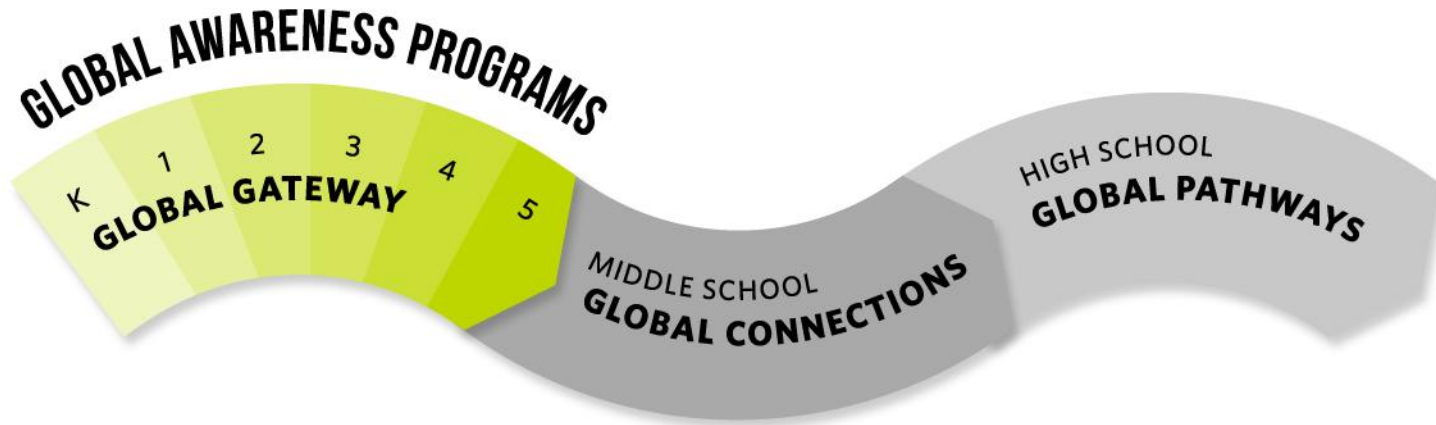 GLOBAL AWARENESS PROGRAMS
K 1 2 3 4 5
GLOBAL GATEWAY
MIDDLE SCHOOL
GLOBAL CONNECTIONS
HIGH SCHOOL
GLOBAL PATHWAYS